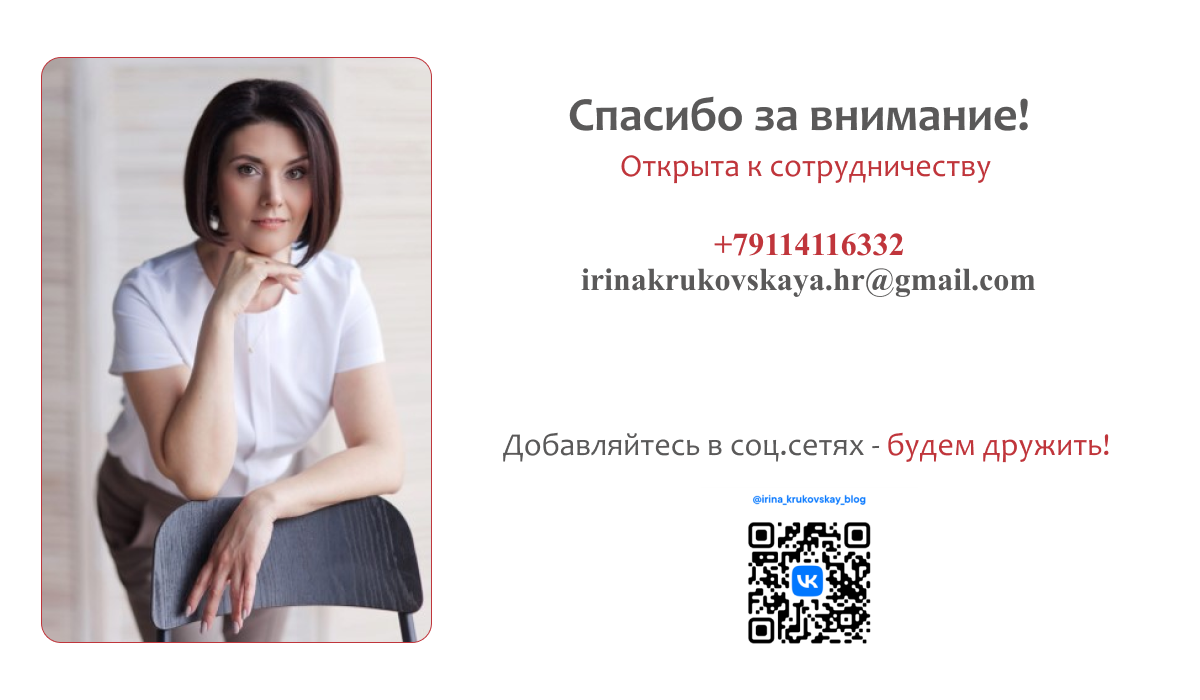 Спасибо за внимание!
Открыта к сотрудничеству
+79114116332
irinakrukovskaya.hr@gmail.com
Добавляйтесь в соц.сетях - будем дружить!
@irina_krukovskay_blog